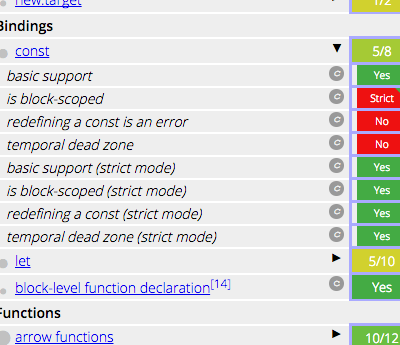 new.target 1/2
Bindings
const 5/8
basic support Yes
is block-scoped Strict
redefining a const is an error No
temporal dead zone No
basic support (strict mode) Yes
is block-scoped (strict mode) Yes
redefining a const (strict mode) Yes
temporal dead zone (strict mode) Yes
let 5/10
block-level function declaration[14] Yes
Functions
arrow functions 10/12